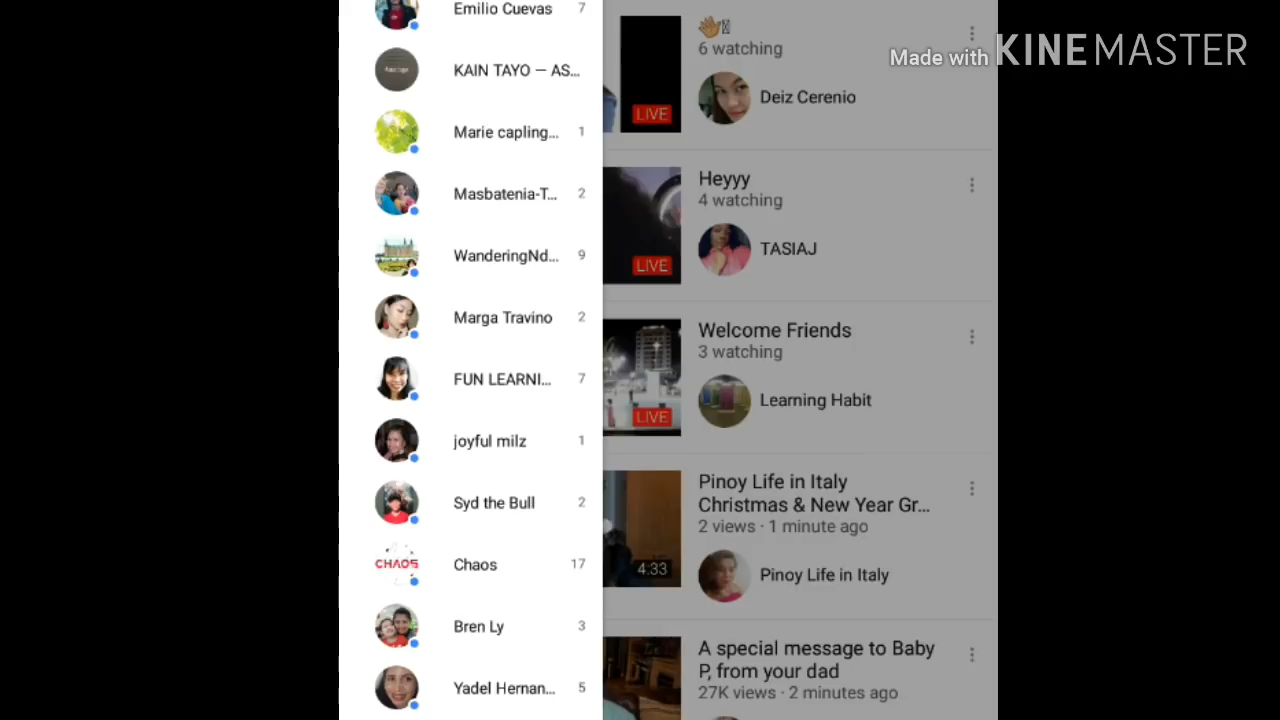 Emilio Cuevas 7
KAIN TAYO — AS...
Marie capling... 1
Masbatenia-T... 2
WanderingNd... 9
Marga Travino 2
FUN LEARNI... 7
joyful milz 1
Syd the Bull 2
CHAOS
Chaos 17
Bren Ly 3
Yadel Hernan... 5
👋
6 watching
Deiz Cerenio
LIVE
Heyyy
4 watching
TASIAJ
LIVE
Welcome Friends
3 watching
Learning Habit
LIVE
Pinoy Life in Italy
Christmas & New Year Gr...
2 views · 1 minute ago
4:33
Pinoy Life in Italy
A special message to Baby
P, from your dad
27K views · 2 minutes ago
Made with KINEMASTER